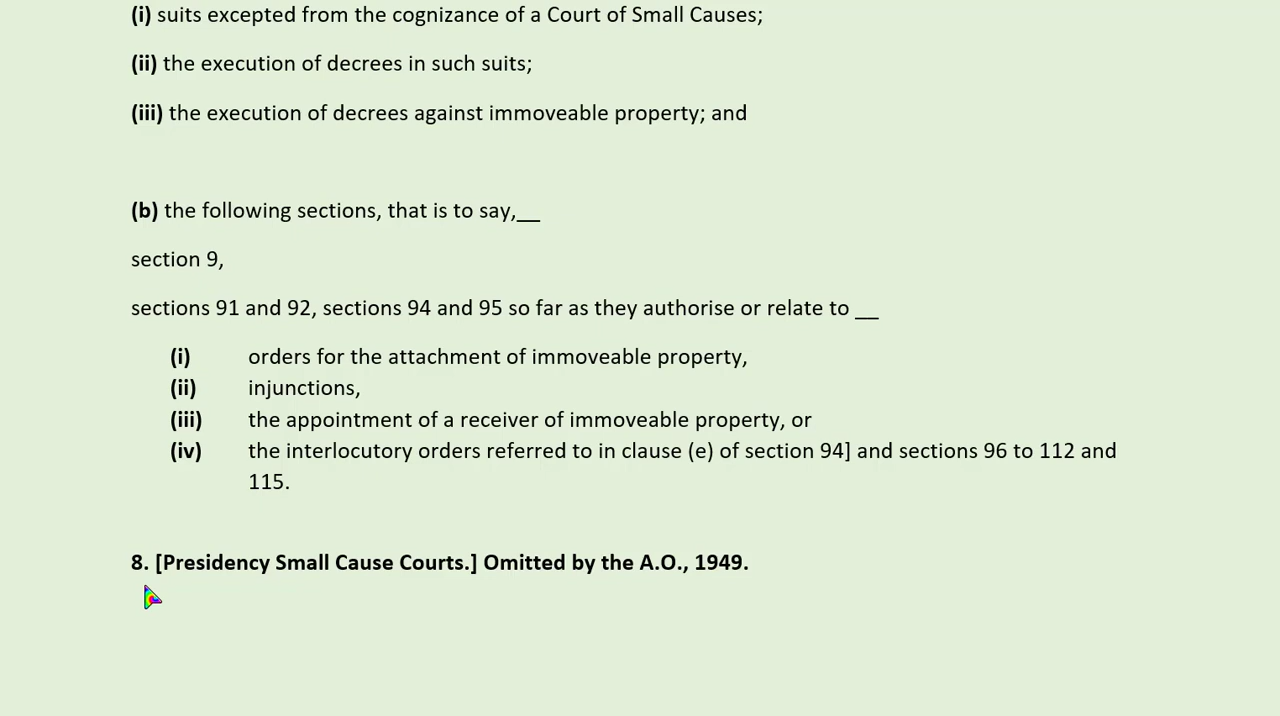 (i) suits excepted from the cognizance of a Court of Small Causes;
(ii) the execution of decrees in such suits;
(iii) the execution of decrees against immoveable property; and
(b) the following sections, that is to say,__
section 9,
sections 91 and 92, sections 94 and 95 so far as they authorise or relate to __
(i) orders for the attachment of immoveable property,
(ii) injunctions,
(iii) the appointment of a receiver of immoveable property, or
(iv) the interlocutory orders referred to in clause (e) of section 94] and sections 96 to 112 and
115.
8. [Presidency Small Cause Courts.] Omitted by the A.O., 1949.